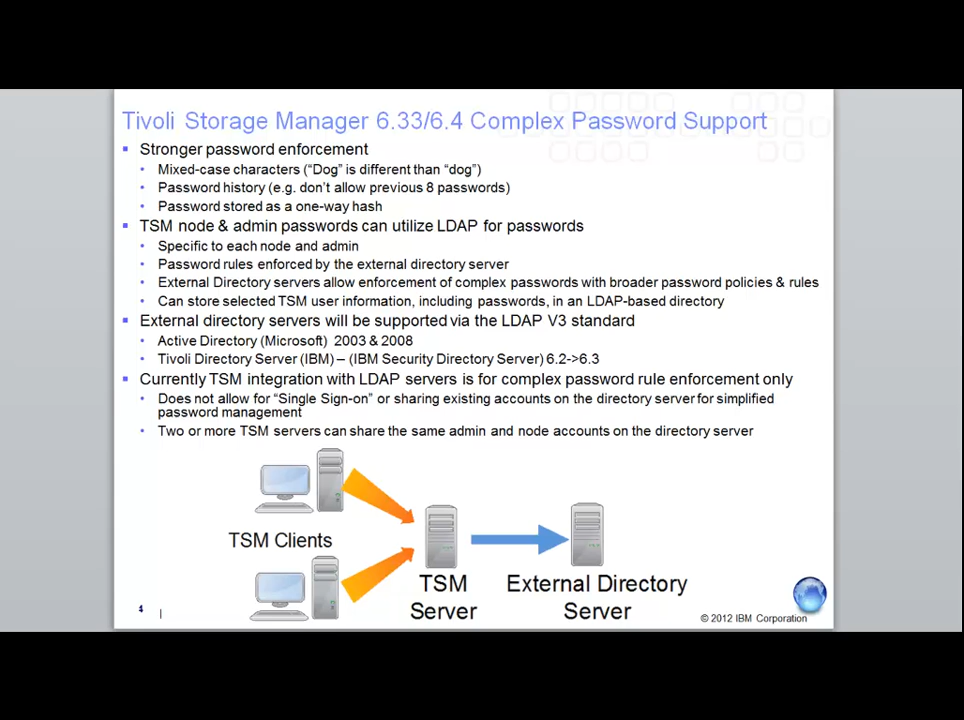 Tivoli Storage Manager 6.33/6.4 Complex Password Support
▪ Stronger password enforcement
• Mixed-case characters (“Dog” is different than “dog”)
• Password history (e.g. don’t allow previous 8 passwords)
• Password stored as a one-way hash
▪ TSM node & admin passwords can utilize LDAP for passwords
• Specific to each node and admin
• Password rules enforced by the external directory server
• External Directory servers allow enforcement of complex passwords with broader password policies & rules
• Can store selected TSM user information, including passwords, in an LDAP-based directory
▪ External directory servers will be supported via the LDAP V3 standard
• Active Directory (Microsoft) 2003 & 2008
• Tivoli Directory Server (IBM) – (IBM Security Directory Server) 6.2->6.3
▪ Currently TSM integration with LDAP servers is for complex password rule enforcement only
• Does not allow for “Single Sign-on” or sharing existing accounts on the directory server for simplified
password management
• Two or more TSM servers can share the same admin and node accounts on the directory server
TSM Clients
TSM
Server
External Directory
Server
4
© 2012 IBM Corporation